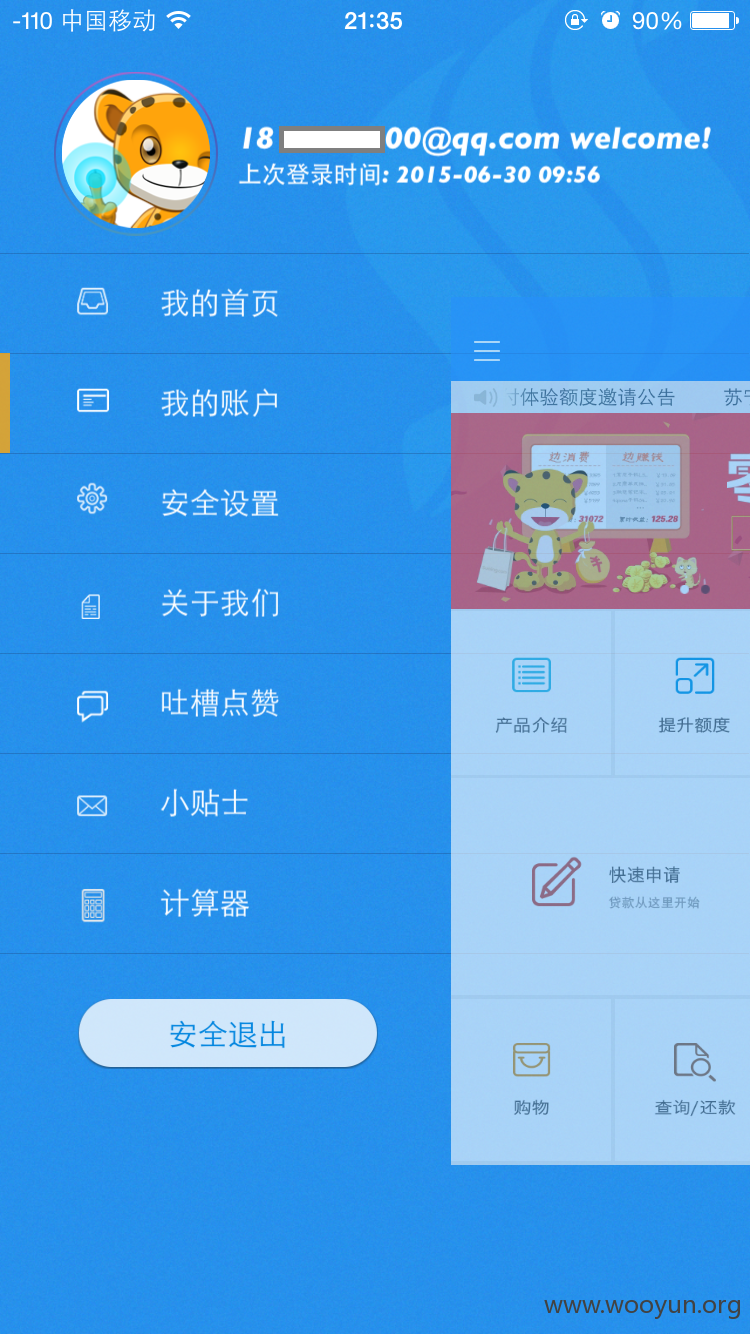 -110 中国移动 21:35 90%
18 00@qq.com welcome!
上次登录时间: 2015-06-30 09:56
我的首页
我的账户
安全设置
关于我们
吐槽点赞
小贴士
计算器
安全退出
体验额度邀请公告 苏
边消费 边赚钱
31072 125.28
产品介绍 提升额度
快速申请
贷款从这里开始
购物 查询/还款
www.wooyun.org